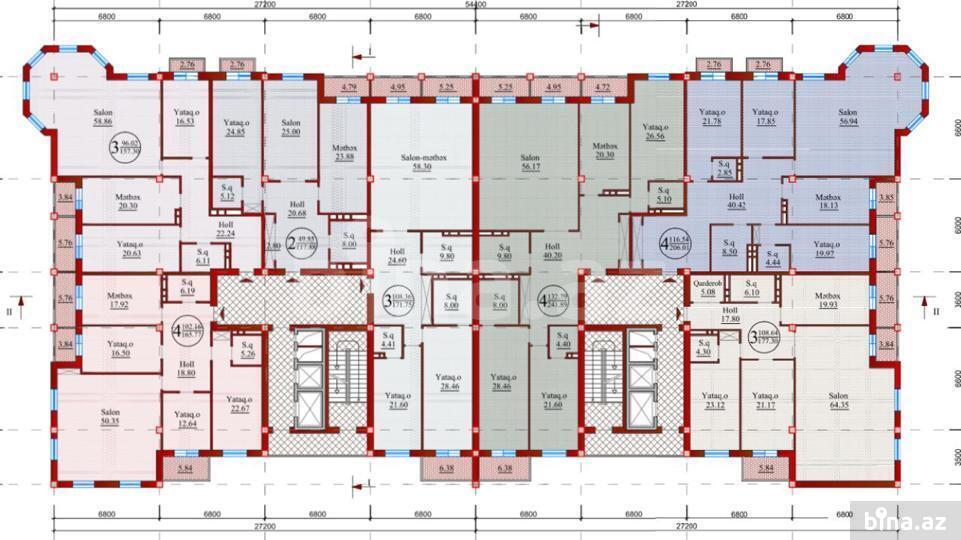 27200 54400 27200
6800 6800 6800 6800 6800 6800 6800 6800
2.76 2.76 2.76 2.76
I
4.79 4.95 5.25 5.25 4.95 4.72
Salon
58.86
Yataq.o
16.53
Yataq.o
24.85
Salon
25.00
Mətbəx
23.88
Salon-mətbəx
58.30
Salon
56.17
Mətbəx
20.30
Yataq.o
26.56
Yataq.o
21.78
Yataq.o
17.85
Salon
56.94
3 96.02
157.30
S.q
5.12
S.q
5.10
S.q
2.85
3.84
Mətbəx
20.30
Holl
20.68
Holl
40.42
Mətbəx
18.13
3.85
Holl
22.24
2 49.85
117.88
2.80
S.q
8.00
4 116.54
206.01
5.76
Yataq.o
20.63
S.q
6.11
Holl
24.60
S.q
9.80
S.q
9.80
Holl
40.20
S.q
8.50
S.q
4.44
Yataq.o
19.97
5.76
5.76
Mətbəx
17.92
S.q
6.19
3 108.36
171.75
S.q
8.00
S.q
8.00
4 132.79
241.89
Qarderob
5.08
S.q
6.10
Mətbəx
19.93
5.76
II II
Holl
17.80
3.84
4 102.16
165.77
S.q
4.41
S.q
4.40
3 108.64
177.30
3.84
Yataq.o
16.50
Holl
18.80
S.q
5.26
S.q
4.30
Yataq.o
28.46
Yataq.o
28.46
Salon
50.35
Yataq.o
12.64
Yataq.o
22.67
Yataq.o
21.60
Yataq.o
21.60
Yataq.o
23.12
Yataq.o
21.17
Salon
64.35
5.84 6.38 6.38 5.84
6600
6000
3600
6600
3500
6800 6800 6800 6800 6800 6800 6800
27200 27200
bina.az